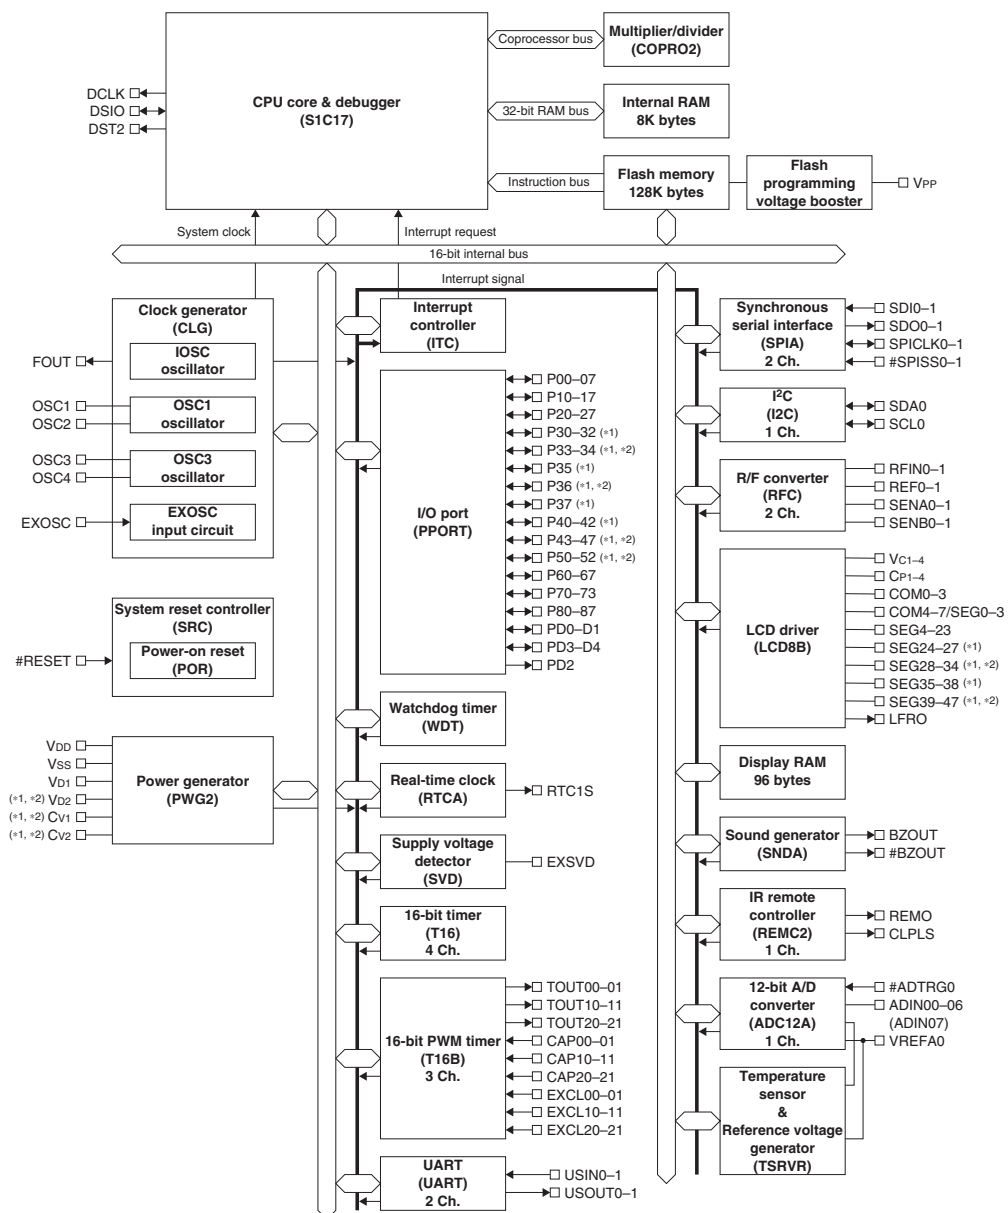 Coprocessor bus
Multiplier/divider
(COPRO2)
DCLK
DSIO
DST2
CPU core & debugger
(S1C17)
32-bit RAM bus
Internal RAM
8K bytes
Instruction bus
Flash memory
128K bytes
Flash
programming
voltage booster
VPP
System clock
Interrupt request
16-bit internal bus
Interrupt signal
Clock generator
(CLG)
IOSC
oscillator
FOUT
OSC1
OSC2
OSC1
oscillator
OSC3
OSC4
OSC3
oscillator
EXOSC
EXOSC
input circuit
System reset controller
(SRC)
#RESET
Power-on reset
(POR)
VDD
VSS
VD1
(*1, *2) VD2
(*1, *2) CV1
(*1, *2) CV2
Power generator
(PWG2)
Interrupt
controller
(ITC)
I/O port
(PPORT)
P00–07
P10–17
P20–27
P30–32 (*1)
P33–34 (*1, *2)
P35 (*1)
P36 (*1, *2)
P37 (*1)
P40–42 (*1)
P43–47 (*1, *2)
P50–52 (*1, *2)
P60–67
P70–73
P80–87
PD0–D1
PD3–D4
PD2
Watchdog timer
(WDT)
Real-time clock
(RTCA)
RTC1S
Supply voltage
detector
(SVD)
EXSVD
16-bit timer
(T16)
4 Ch.
16-bit PWM timer
(T16B)
3 Ch.
TOUT00–01
TOUT10–11
TOUT20–21
CAP00–01
CAP10–11
CAP20–21
EXCL00–01
EXCL10–11
EXCL20–21
UART
(UART)
2 Ch.
USIN0–1
USOUT0–1
Synchronous
serial interface
(SPIA)
2 Ch.
SDI0–1
SDO0–1
SPICLK0–1
#SPISS0–1
I²C
(I2C)
1 Ch.
SDA0
SCL0
R/F converter
(RFC)
2 Ch.
RFIN0–1
REF0–1
SENA0–1
SENB0–1
LCD driver
(LCD8B)
VC1–4
CP1–4
COM0–3
COM4–7/SEG0–3
SEG4–23
SEG24–27 (*1)
SEG28–34 (*1, *2)
SEG35–38 (*1)
SEG39–47 (*1, *2)
LFRO
Display RAM
96 bytes
Sound generator
(SNDA)
BZOUT
#BZOUT
IR remote
controller
(REMC2)
1 Ch.
REMO
CLPLS
12-bit A/D
converter
(ADC12A)
1 Ch.
#ADTRG0
ADIN00–06
(ADIN07)
VREFA0
Temperature
sensor
&
Reference voltage
generator
(TSRVR)